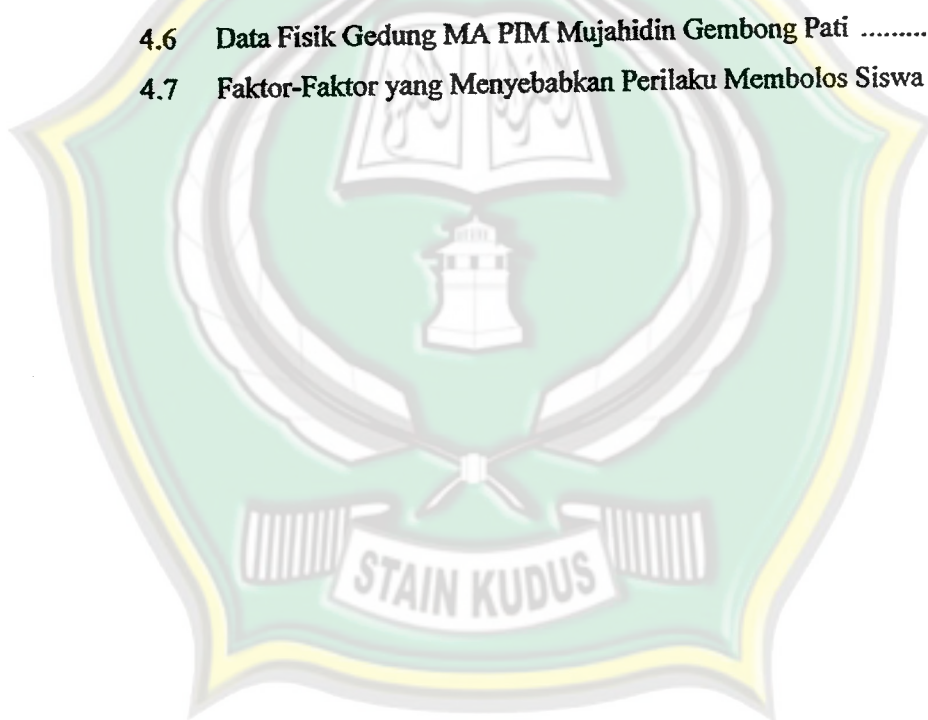 4.6 Data Fisik Gedung MA PIM Mujahidin Gembong Pati .........
4.7 Faktor-Faktor yang Menyebabkan Perilaku Membolos Siswa
STAIN KUDUS